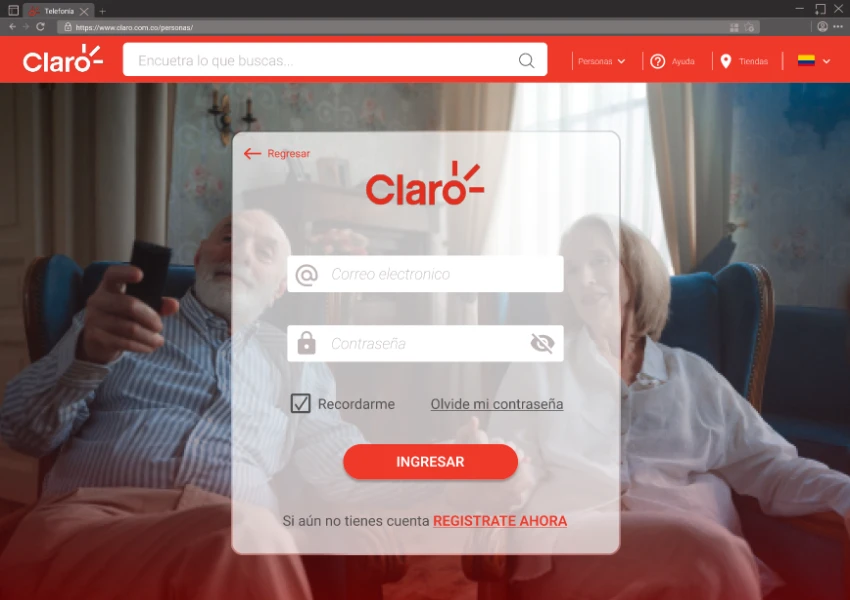 Telefonía
https://www.claro.com.co/personas/
Claro
Encuetra lo que buscas...
Personas
Ayuda
Tiendas
Regresar
Claro
Correo electronico
Contraseña
Recordarme
Olvide mi contraseña
INGRESAR
Si aún no tienes cuenta REGISTRATE AHORA